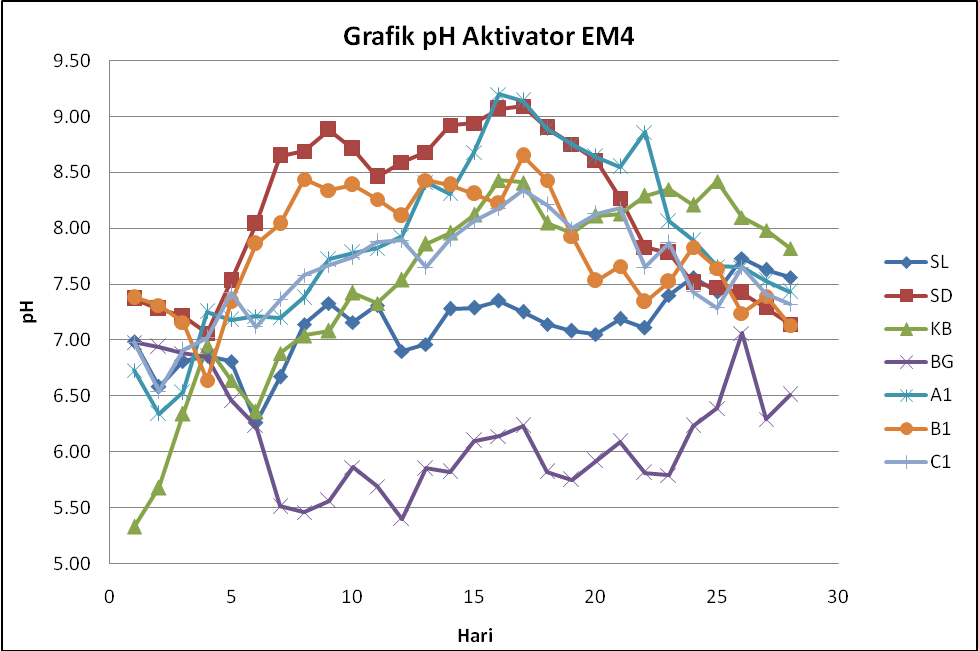 Grafik pH Aktivator EM4
9.50
9.00
8.50
8.00
7.50
7.00
6.50
6.00
5.50
5.00
pH
0 5 10 15 20 25 30
Hari
SL
SD
KB
BG
A1
B1
C1